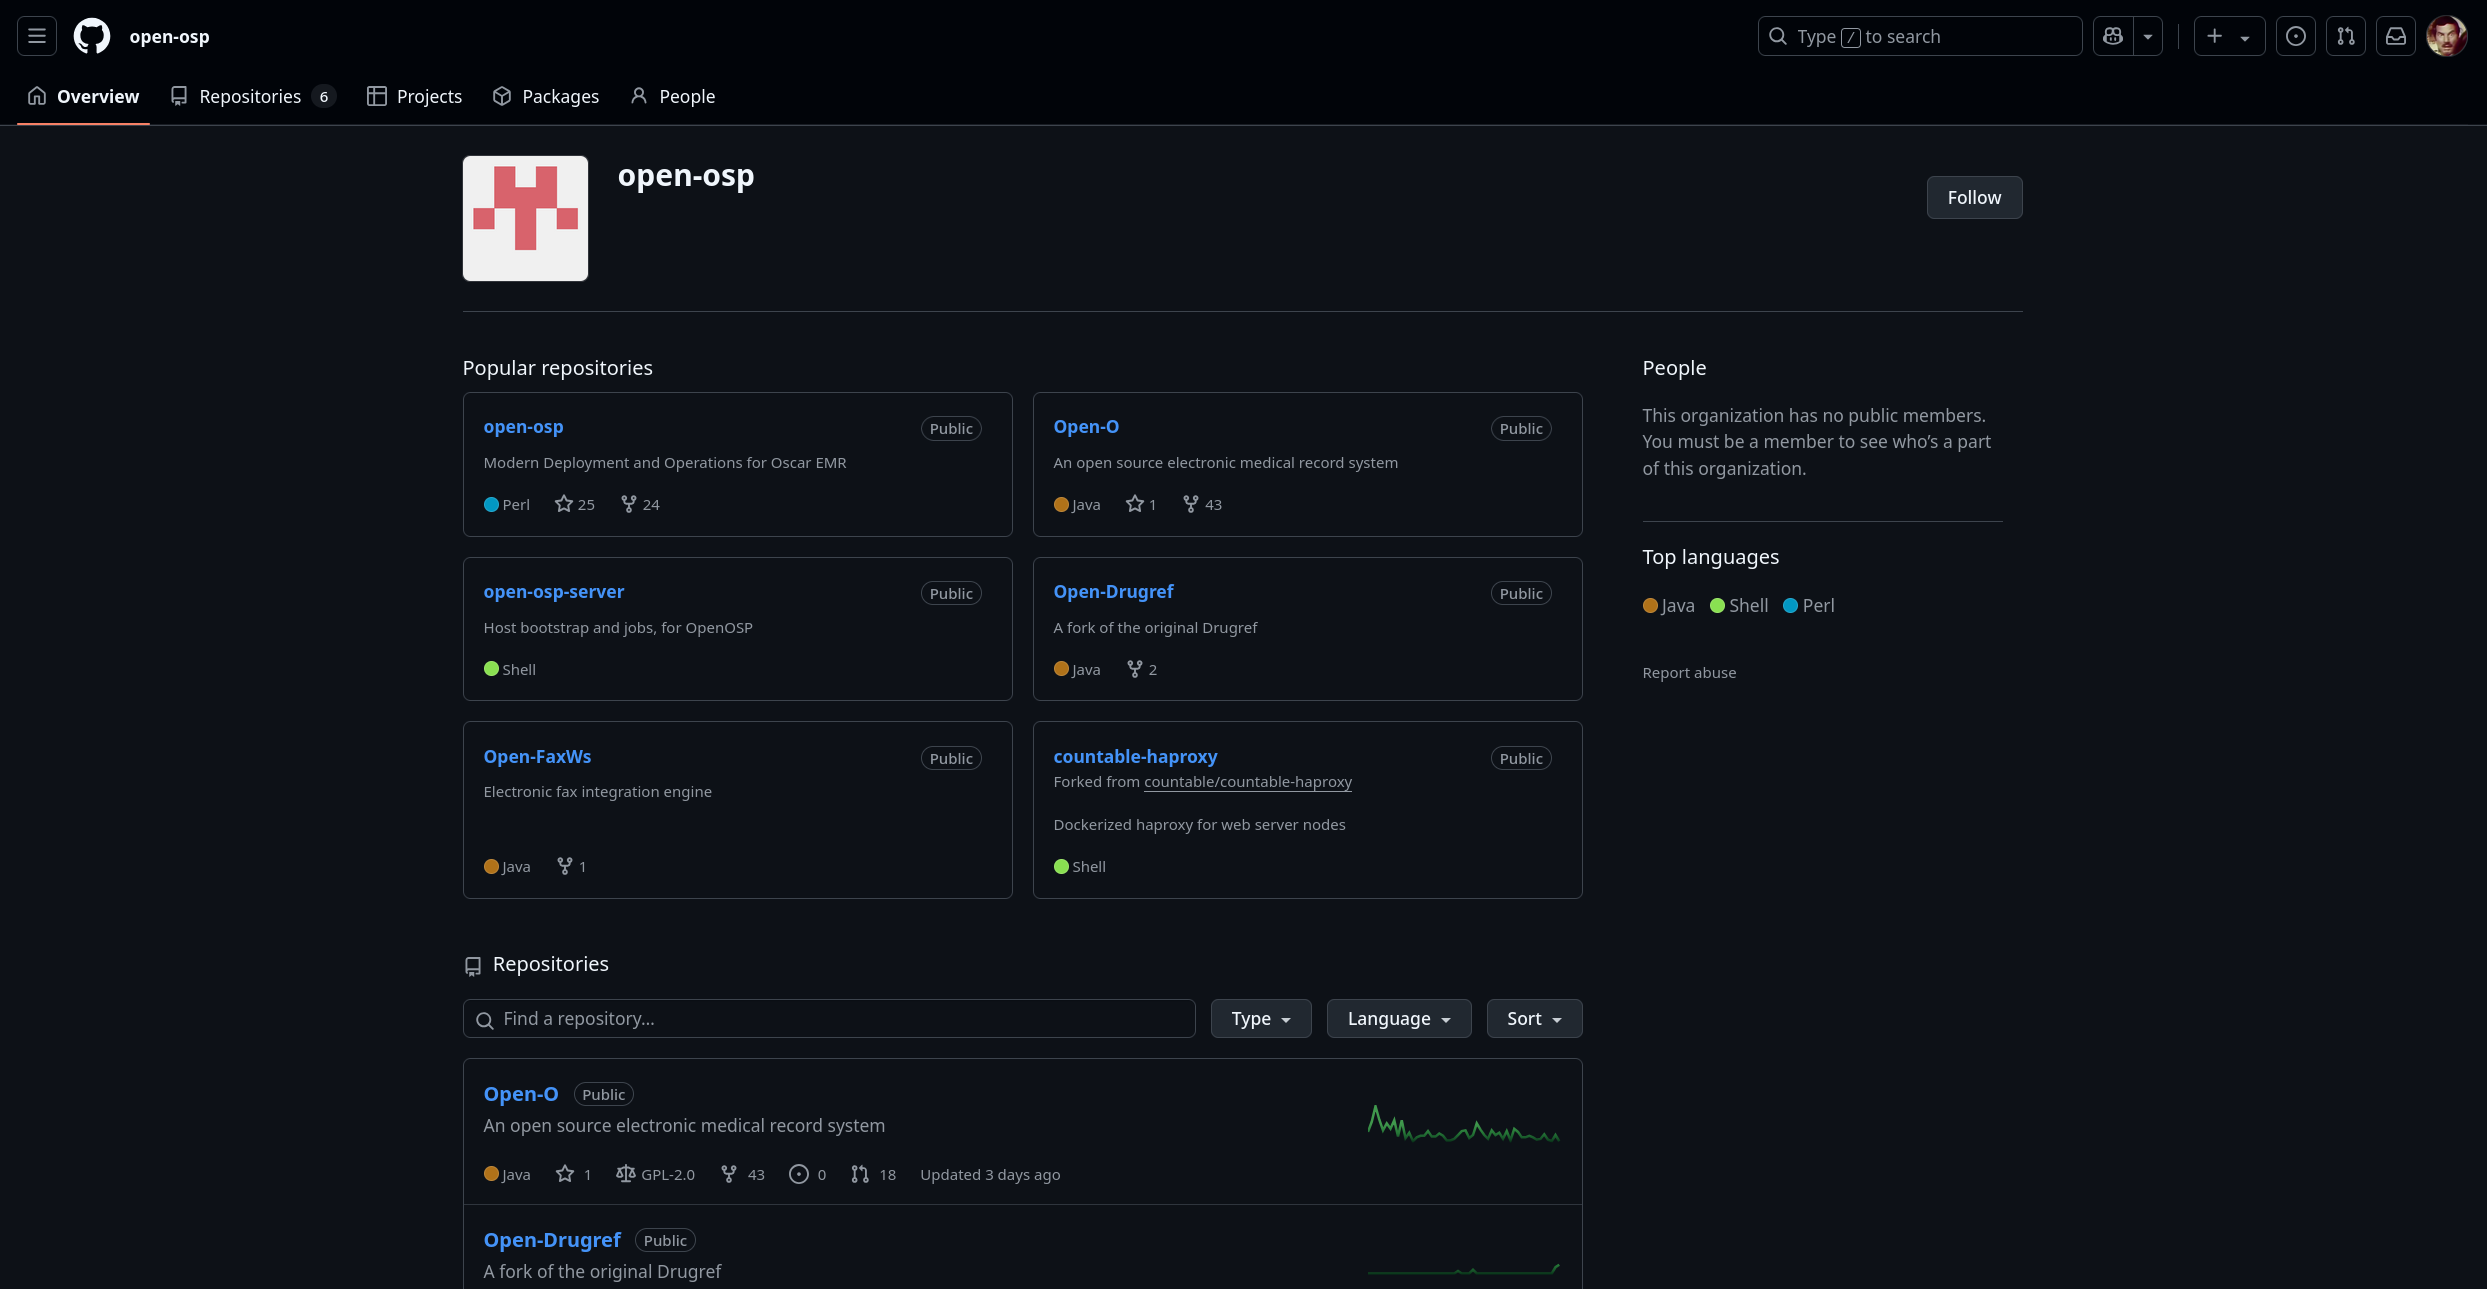 open-osp
Type / to search
Overview
Repositories 6
Projects
Packages
People
open-osp
Follow
Popular repositories
open-osp
Public
Modern Deployment and Operations for Oscar EMR
Perl 25 24
Open-O
Public
An open source electronic medical record system
Java 1 43
open-osp-server
Public
Host bootstrap and jobs, for OpenOSP
Shell
Open-Drugref
Public
A fork of the original Drugref
Java 2
Open-FaxWs
Public
Electronic fax integration engine
Java 1
countable-haproxy
Public
Forked from countable/countable-haproxy
Dockerized haproxy for web server nodes
Shell
People
This organization has no public members.
You must be a member to see who’s a part
of this organization.
Top languages
Java Shell Perl
Report abuse
Repositories
Find a repository…
Type
Language
Sort
Open-O Public
An open source electronic medical record system
Java 1 GPL-2.0 43 0 18 Updated 3 days ago
Open-Drugref Public
A fork of the original Drugref